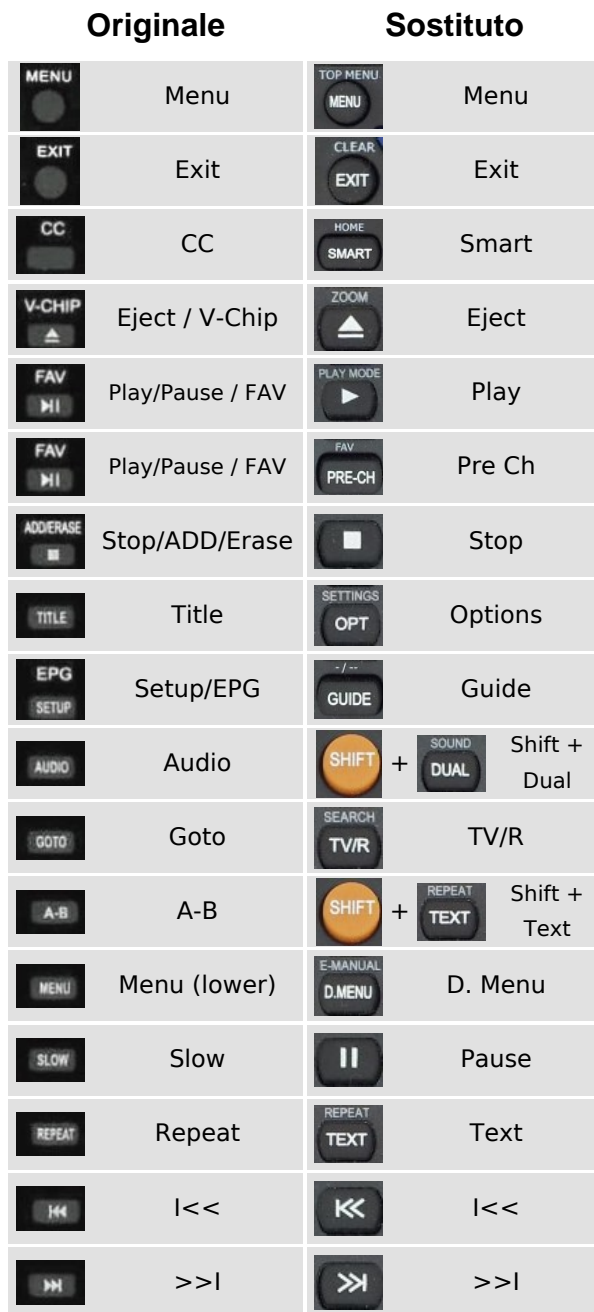 Originale Sostituto
MENU Menu TOP MENU MENU Menu
EXIT Exit CLEAR EXIT Exit
CC CC HOME SMART Smart
V-CHIP Eject / V-Chip ZOOM Eject
FAV Play/Pause / FAV PLAY MODE Play
FAV Play/Pause / FAV FAV PRE-CH Pre Ch
ADD/ERASE Stop/ADD/Erase Stop
TITLE Title SETTINGS OPT Options
EPG SETUP Setup/EPG -/-- GUIDE Guide
AUDIO Audio SHIFT + SOUND DUAL Shift +
Dual
GOTO Goto SEARCH TV/R TV/R
A-B A-B SHIFT + REPEAT TEXT Shift +
Text
MENU Menu (lower) E-MANUAL D.MENU D. Menu
SLOW Slow Pause
REPEAT Repeat REPEAT TEXT Text
I<< I<<
>>I >>I